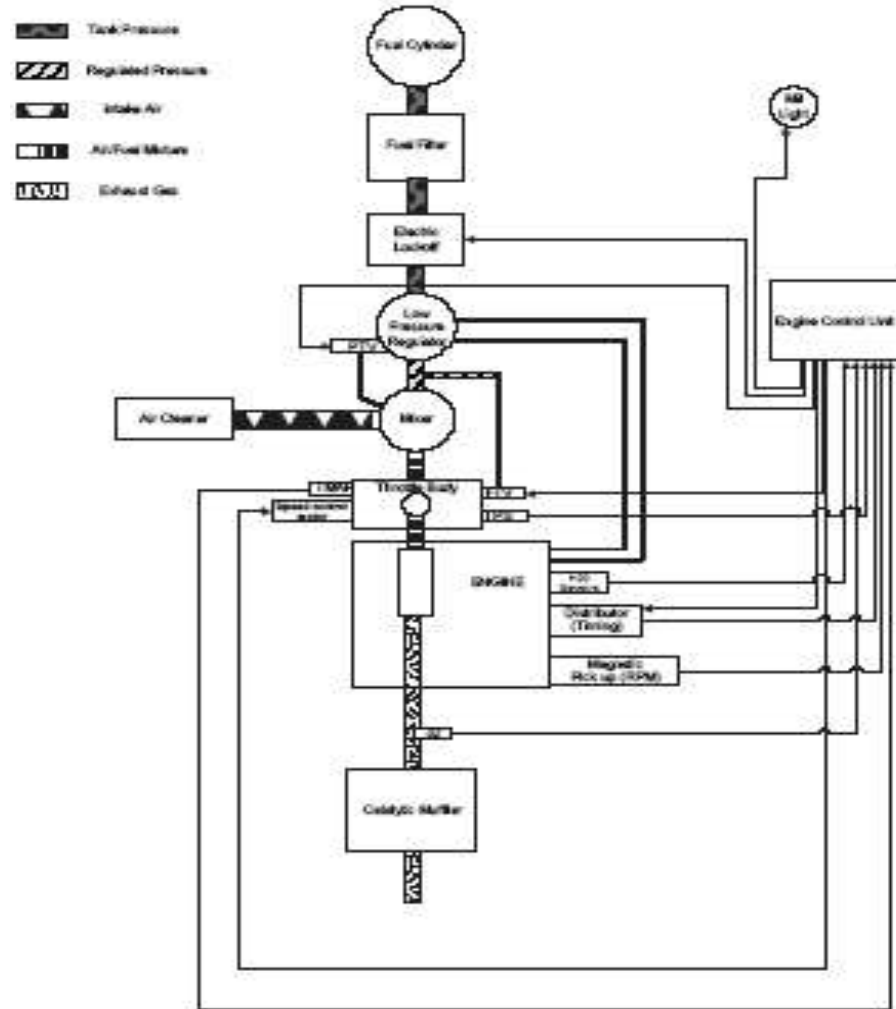 Tank Pressure
Regulated Pressure
Intake Air
Air/Fuel Mixture
Exhaust Gas
Fuel Cylinder
Fuel Filter
Electric
Lockoff
Low
Pressure
Regulator
Light
Engine Control Unit
Air Cleaner
Mixer
Throttle Body
ENGINE
Distributor
(Timing)
Magnetic
Pick up (RPM)
Catalytic Muffler